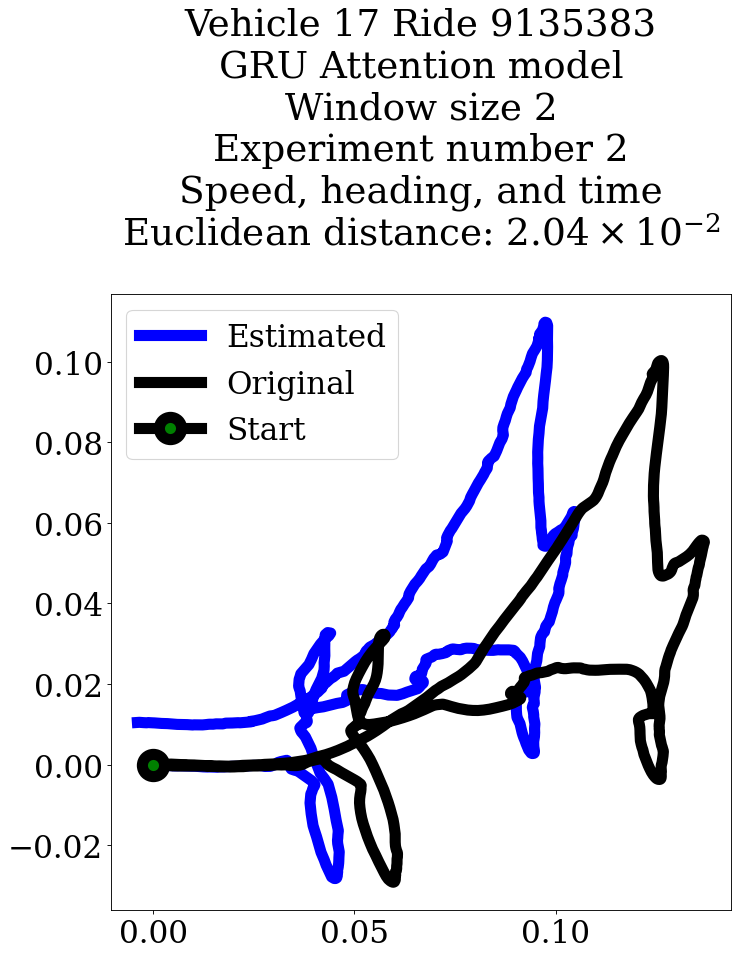 Vehicle 17 Ride 9135383
GRU Attention model
Window size 2
Experiment number 2
Speed, heading, and time
Euclidean distance: 2.04 × 10⁻²
Estimated
Original
Start
0.10
0.08
0.06
0.04
0.02
0.00
−0.02
0.00 0.05 0.10